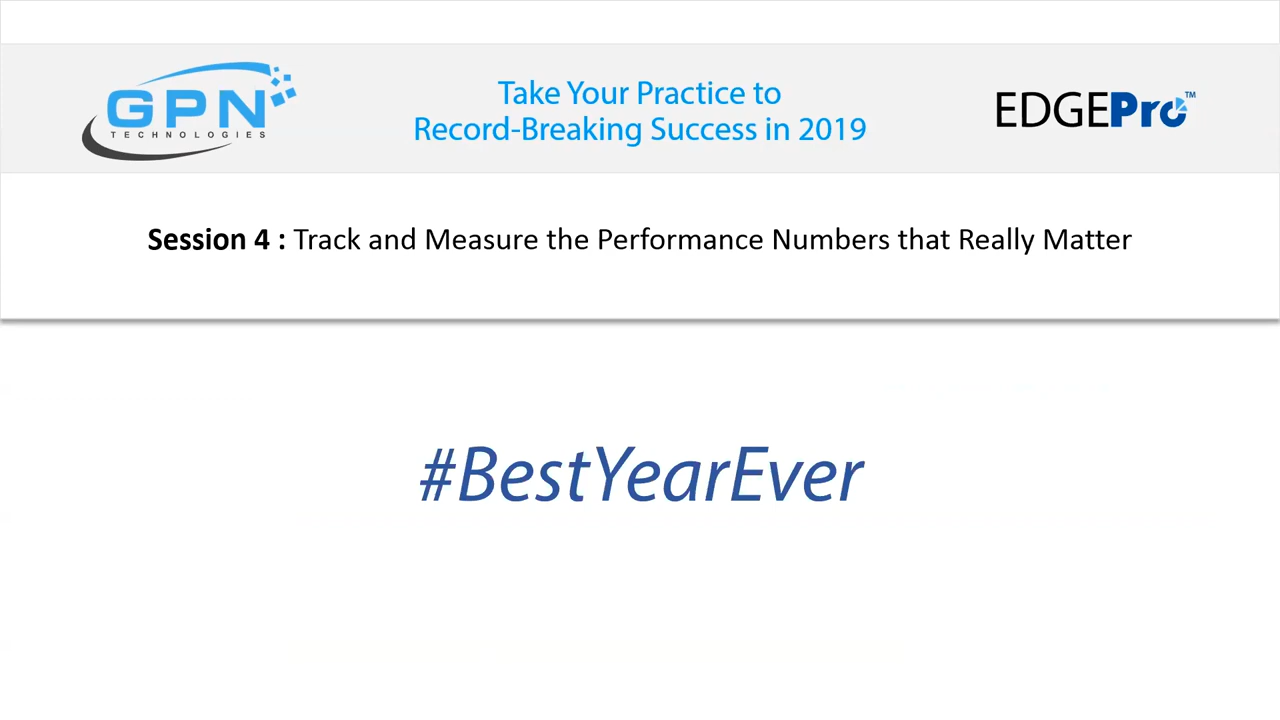 GPN
TECHNOLOGIES
Take Your Practice to
Record-Breaking Success in 2019
EDGEPro™
Session 4 : Track and Measure the Performance Numbers that Really Matter
#BestYearEver